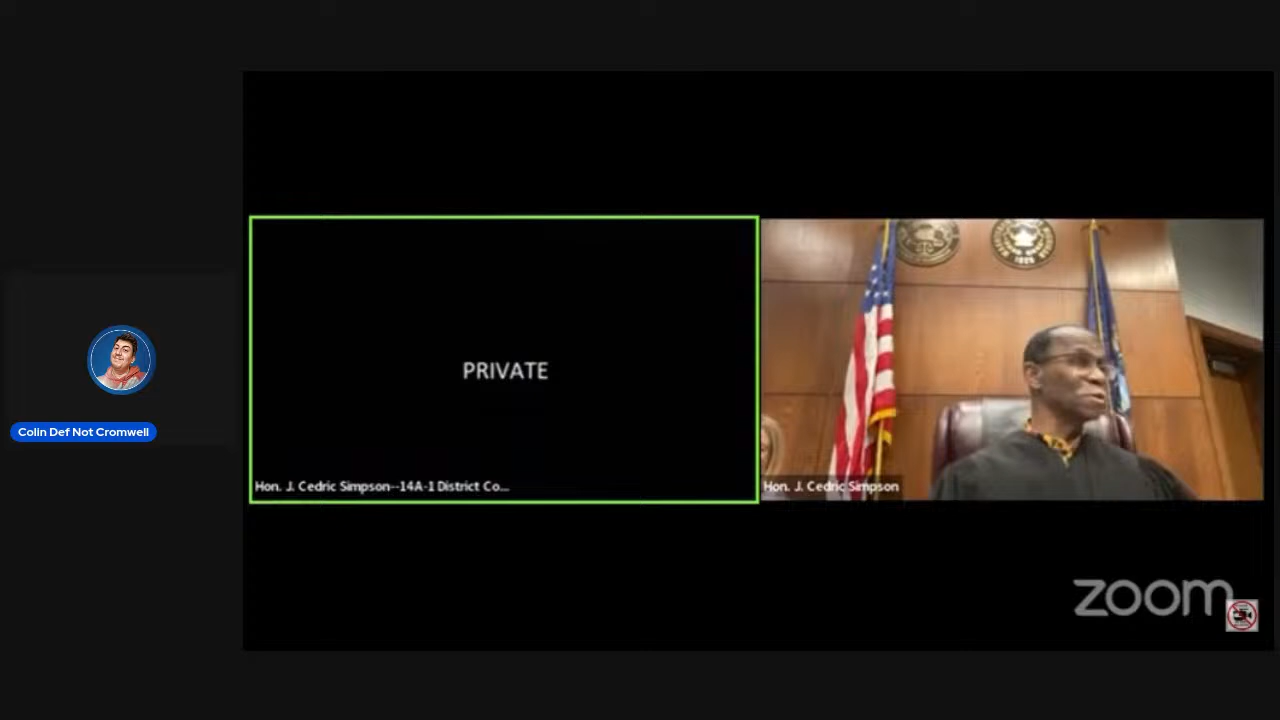 PRIVATE
Hon. J. Cedric Simpson--14A-1 District Co...
Hon. J. Cedric Simpson
Colin Def Not Cromwell
zoom